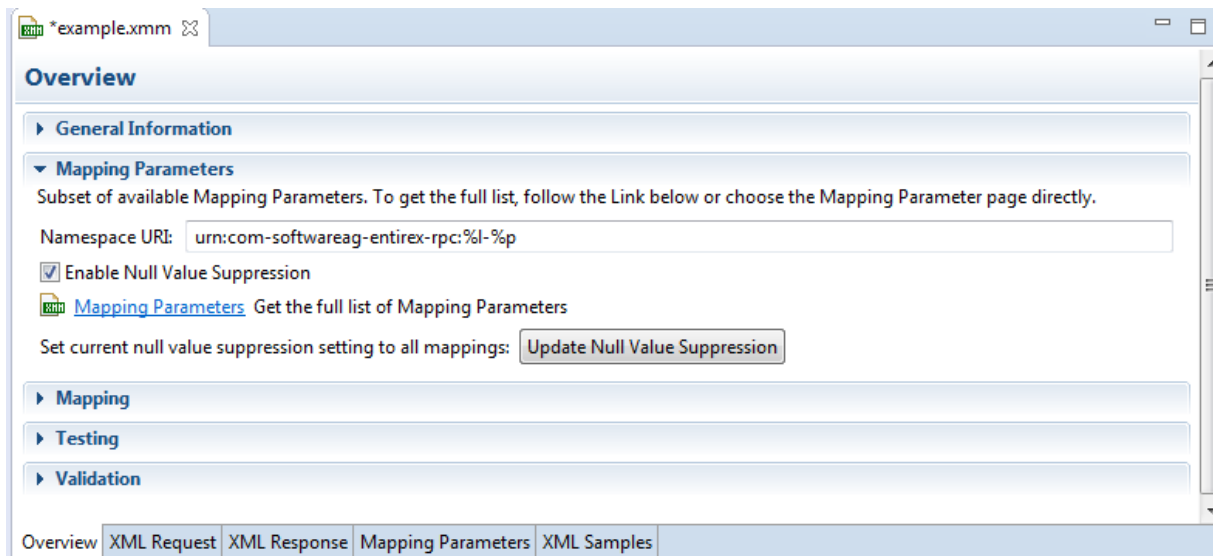 *example.xmm
Overview
General Information
Mapping Parameters
Subset of available Mapping Parameters. To get the full list, follow the Link below or choose the Mapping Parameter page directly.
Namespace URI: urn:com-softwareag-entirex-rpc:%l-%p
Enable Null Value Suppression
XMM Mapping Parameters Get the full list of Mapping Parameters
Set current null value suppression setting to all mappings: Update Null Value Suppression
Mapping
Testing
Validation
Overview XML Request XML Response Mapping Parameters XML Samples